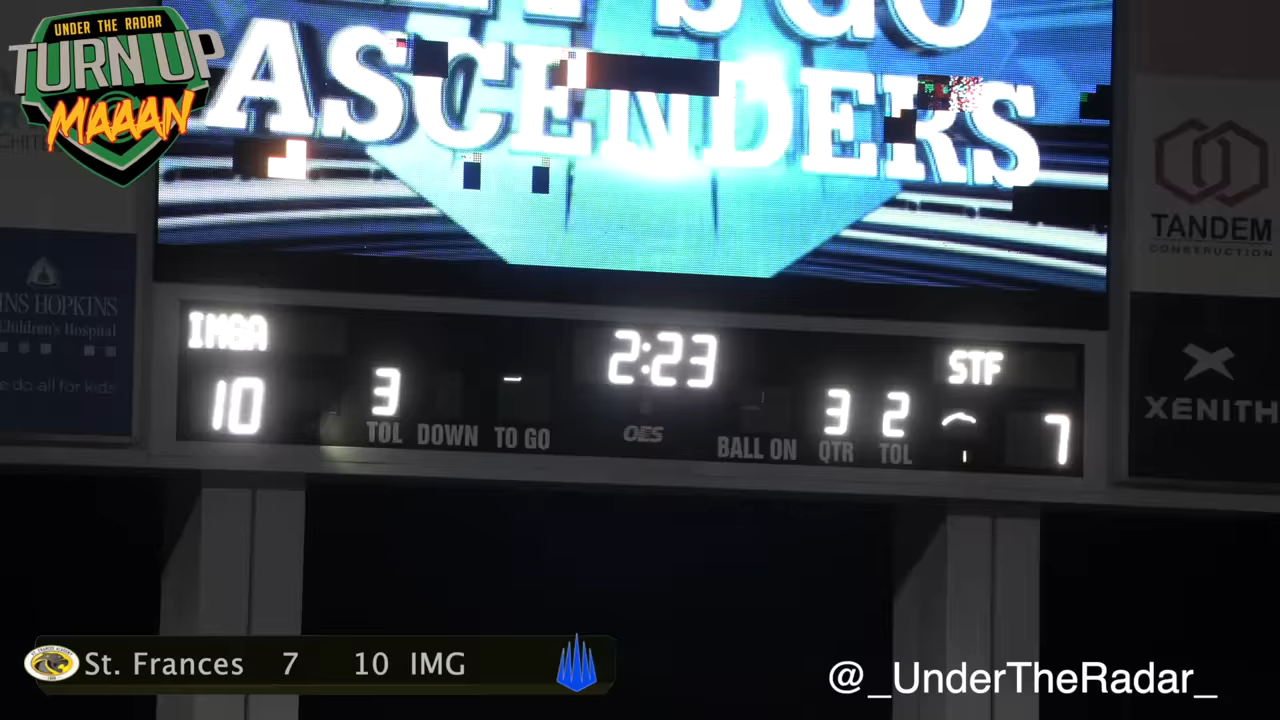 UNDER THE RADAR
TURN UP
MAAAN
LET'S GO
ASCENDERS
TANDEM
CONSTRUCTION
INS HOPKINS
Children's Hospital
e do all for kids
XENITH
IMGA
2:23
STF
10
3
3
2
7
TOL
DOWN
TO GO
OES
BALL ON
QTR
TOL
St. Frances 7 10 IMG
@_UnderTheRadar_